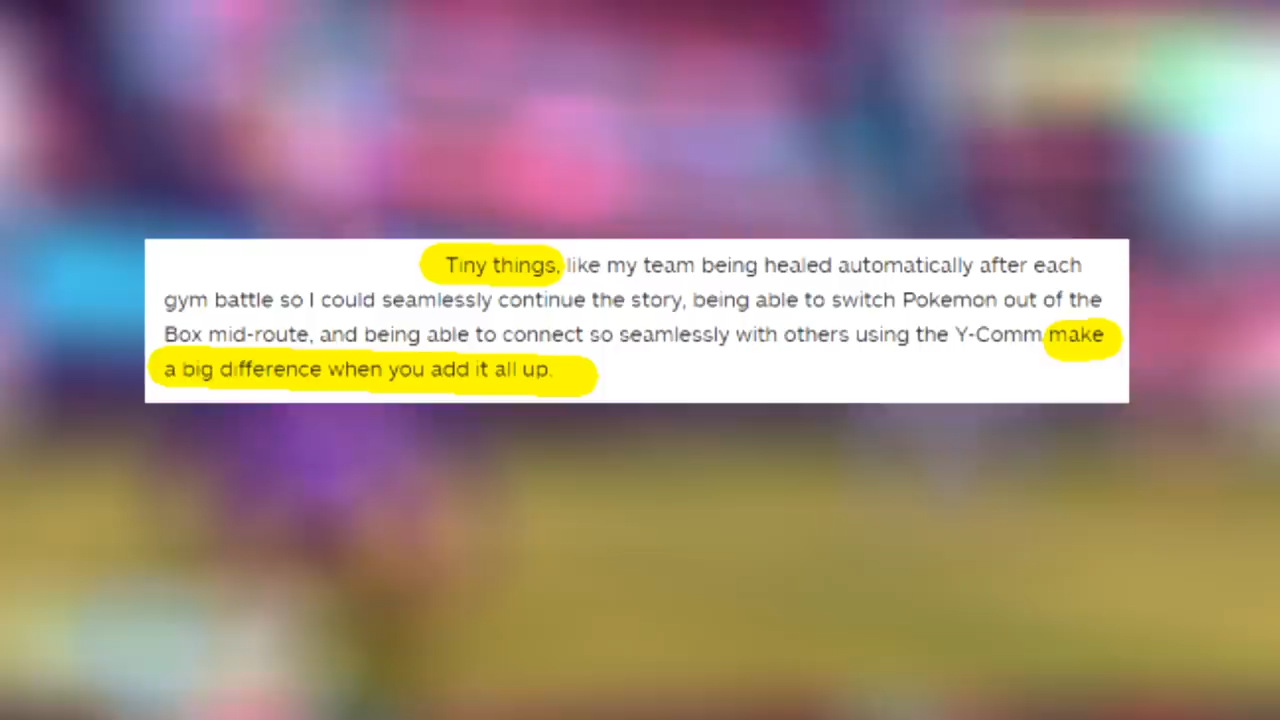 Tiny things, like my team being healed automatically after each
gym battle so I could seamlessly continue the story, being able to switch Pokemon out of the
Box mid-route, and being able to connect so seamlessly with others using the Y-Comm make
a big difference when you add it all up.